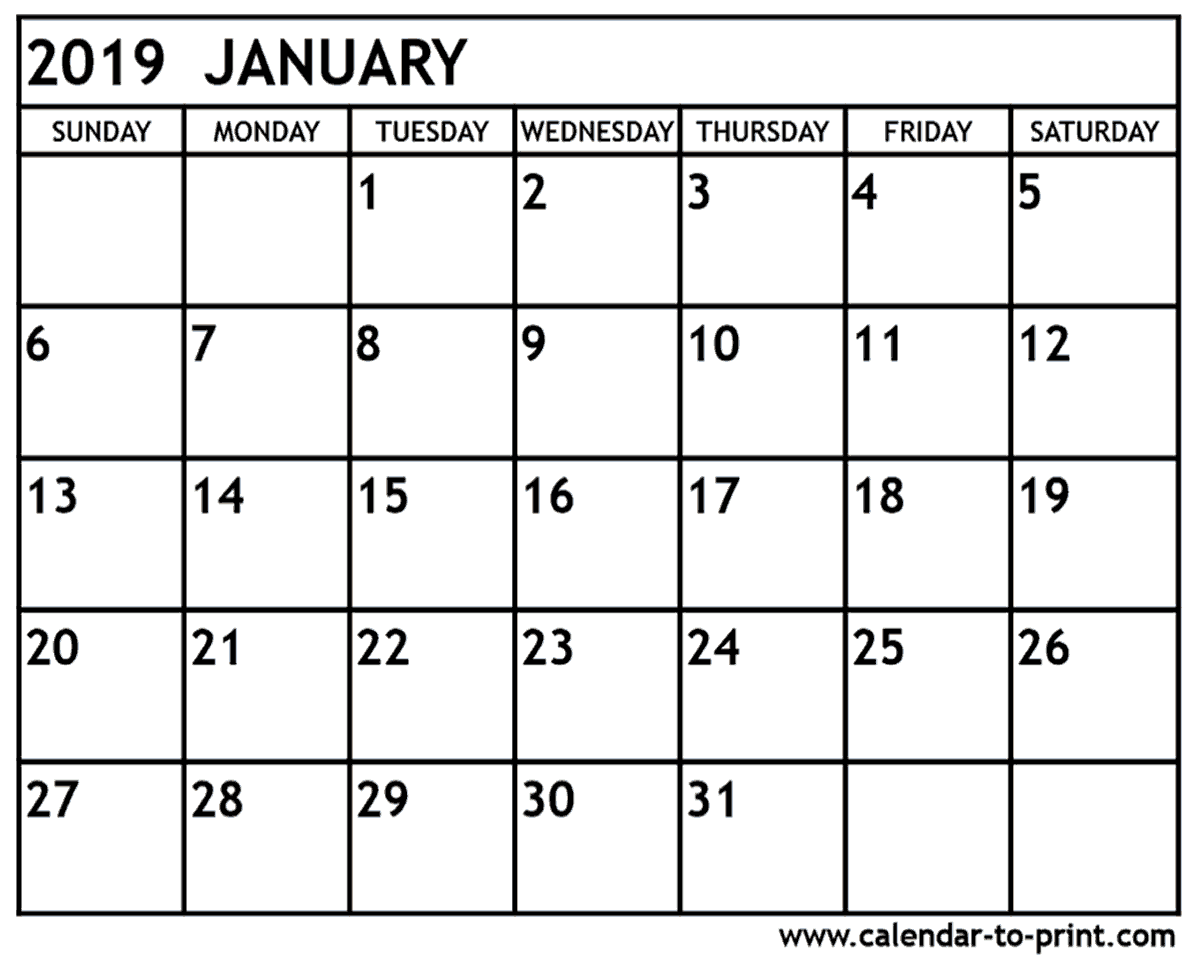 2019 JANUARY
SUNDAY MONDAY TUESDAY WEDNESDAY THURSDAY FRIDAY SATURDAY
1 2 3 4 5
6 7 8 9 10 11 12
13 14 15 16 17 18 19
20 21 22 23 24 25 26
27 28 29 30 31
www.calendar-to-print.com